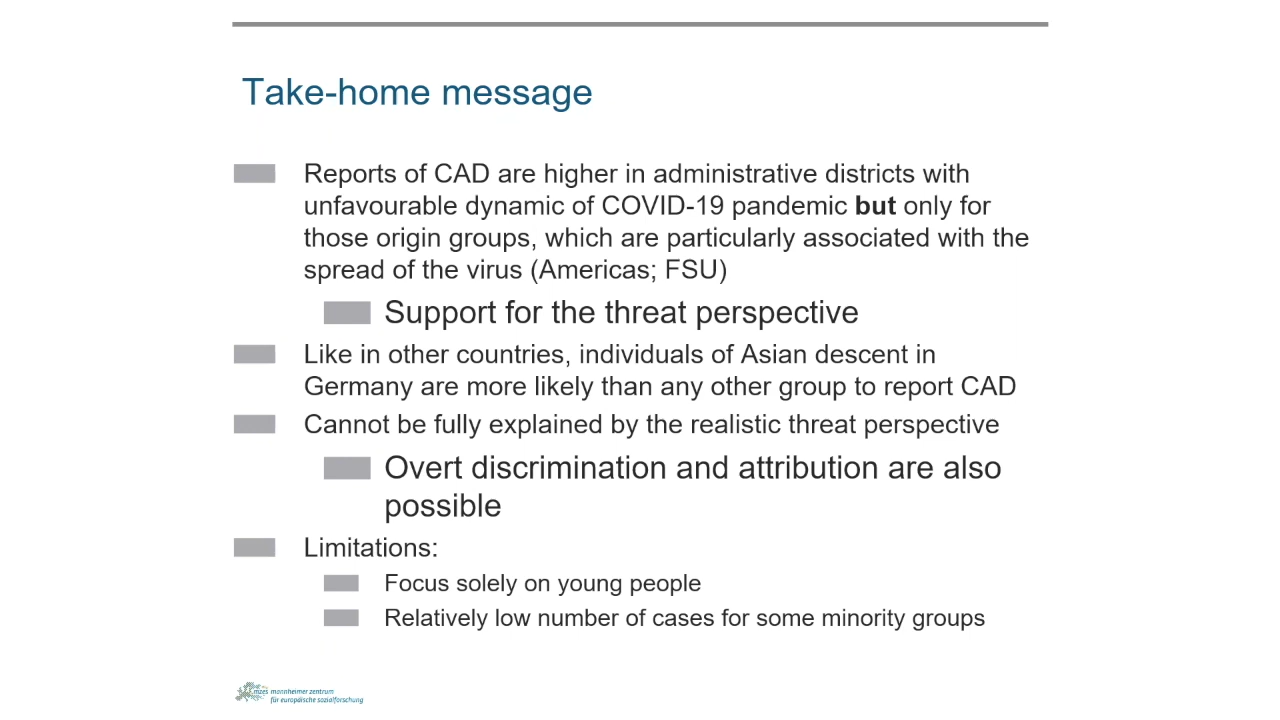 Take-home message
Reports of CAD are higher in administrative districts with
unfavourable dynamic of COVID-19 pandemic but only for
those origin groups, which are particularly associated with the
spread of the virus (Americas; FSU)
Support for the threat perspective
Like in other countries, individuals of Asian descent in
Germany are more likely than any other group to report CAD
Cannot be fully explained by the realistic threat perspective
Overt discrimination and attribution are also
possible
Limitations:
Focus solely on young people
Relatively low number of cases for some minority groups
mzes mannheimer zentrum
für europäische sozialforschung